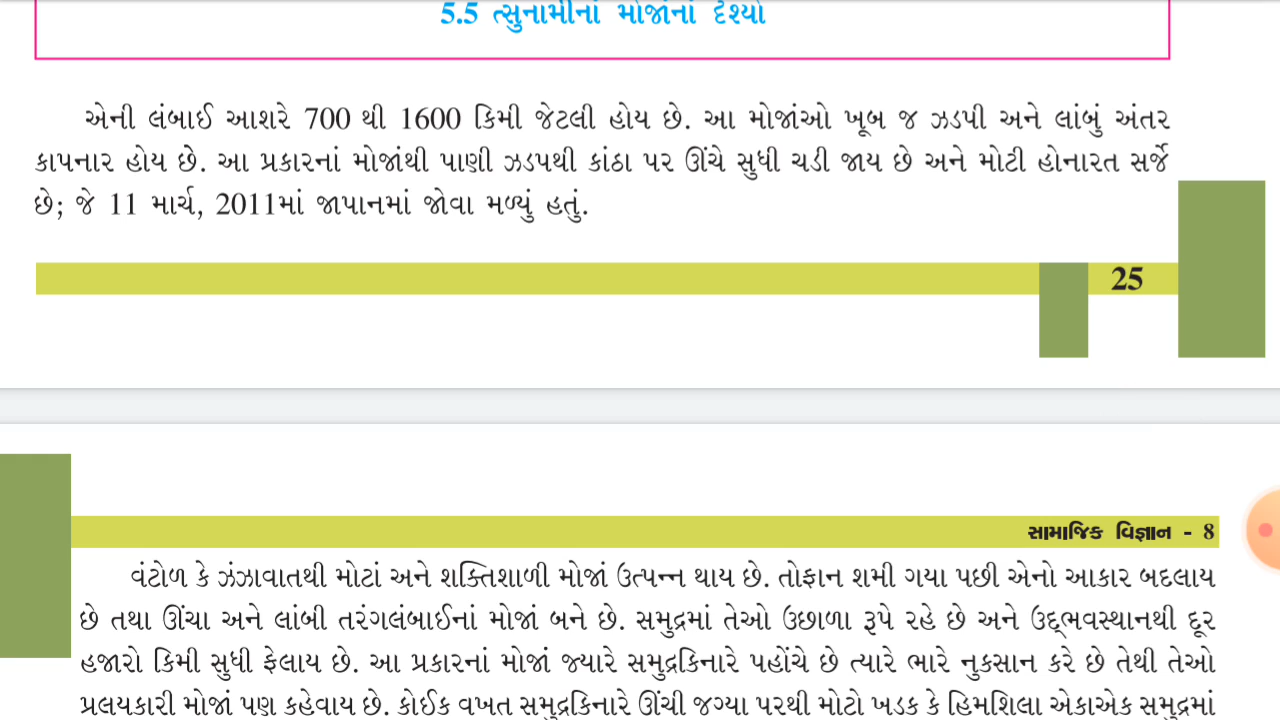 5.5 ત્સુનામીનાં મોજાંનાં દૃશ્યો
એની લંબાઈ આશરે 700 થી 1600 કિમી જેટલી હોય છે. આ મોજાંઓ ખૂબ જ ઝડપી અને લાંબું અંતર
કાપનાર હોય છે. આ પ્રકારનાં મોજાંથી પાણી ઝડપથી કાંઠા પર ઊંચે સુધી ચડી જાય છે અને મોટી હોનારત સર્જે
છે; જે 11 માર્ચ, 2011માં જાપાનમાં જોવા મળ્યું હતું.
25
સામાજિક વિજ્ઞાન - 8
વંટોળ કે ઝંઝાવાતથી મોટાં અને શક્તિશાળી મોજાં ઉત્પન્ન થાય છે. તોફાન શમી ગયા પછી એનો આકાર બદલાય
છે તથા ઊંચા અને લાંબી તરંગલંબાઈનાં મોજાં બને છે. સમુદ્રમાં તેઓ ઉછાળા રૂપે રહે છે અને ઉદ્ભવસ્થાનથી દૂર
હજારો કિમી સુધી ફેલાય છે. આ પ્રકારનાં મોજાં જ્યારે સમુદ્રકિનારે પહોંચે છે ત્યારે ભારે નુકસાન કરે છે તેથી તેઓ
પ્રલયકારી મોજાં પણ કહેવાય છે. કોઈક વખત સમુદ્રકિનારે ઊંચી જગ્યા પરથી મોટો ખડક કે હિમશિલા એકાએક સમુદ્રમાં